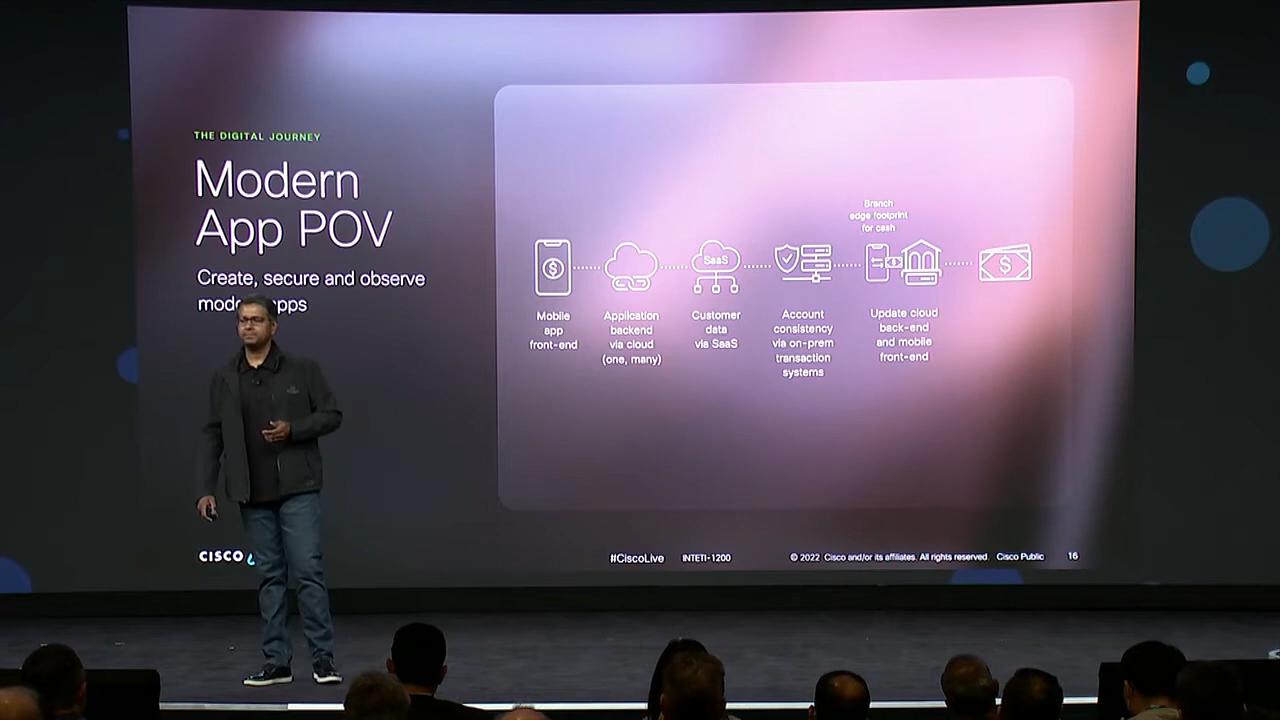 THE DIGITAL JOURNEY
Modern
App POV
Create, secure and observe
apps
Branch
edge footprint
for cash
$
SaaS
$
Mobile
app
front-end
Application
backend
via cloud
(one, many)
Customer
data
via SaaS
Account
consistency
via on-prem
transaction
systems
Update cloud
back-end
and mobile
front-end
CISCO
#CiscoLive
INTETI-1200
© 2022 Cisco and/or its affiliates. All rights reserved. Cisco Public
16